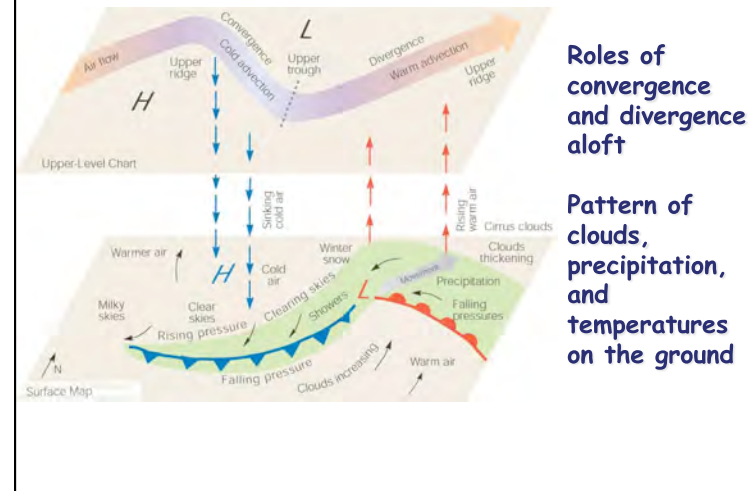 L
Convergence
Cold advection
Divergence
Warm advection
Air flow
Upper
ridge
Upper
trough
Upper
ridge
H
Upper-Level Chart
Sinking
cold air
Rising
warm air
Cirrus clouds
Warmer air
H
Cold
air
Winter
snow
Clouds
thickening
Movement
Precipitation
Milky
skies
Clear
skies
Clearing skies
Showers
L
Falling
pressures
Rising pressure
Falling pressure
Clouds increasing
Warm air
N
Surface Map
Roles of
convergence
and divergence
aloft
Pattern of
clouds,
precipitation,
and
temperatures
on the ground